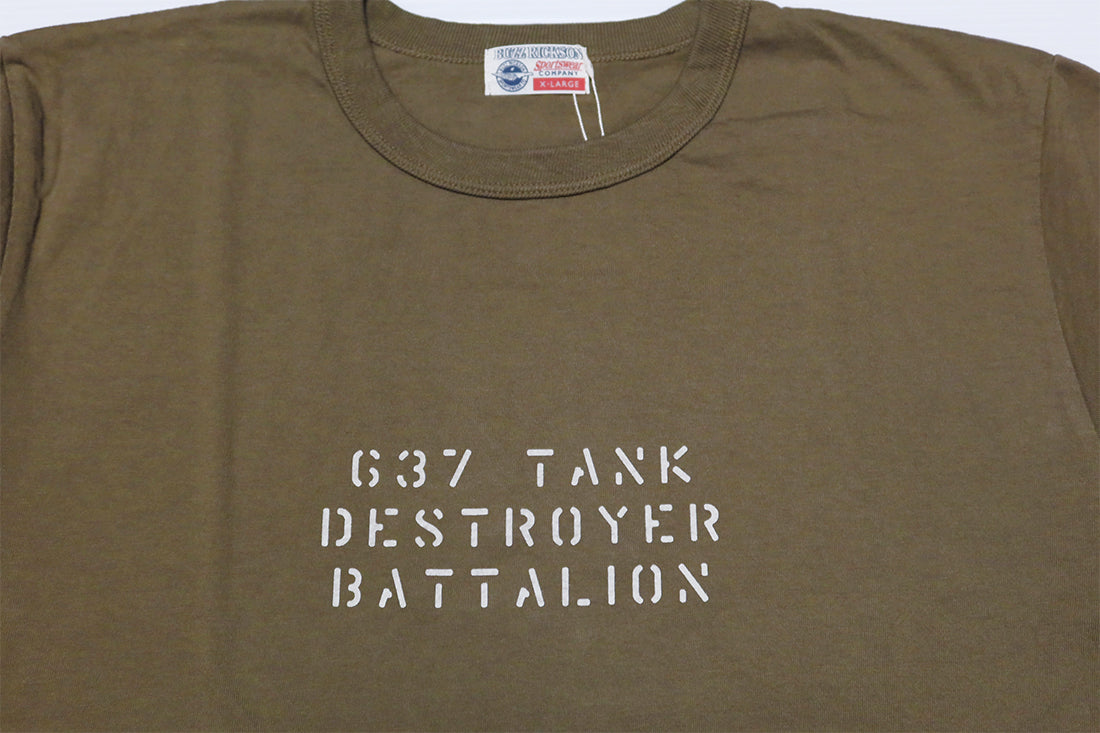 BUZZ RICKSON
Sportswear
COMPANY
X-LARGE
637 TANK
DESTROYER
BATTALION